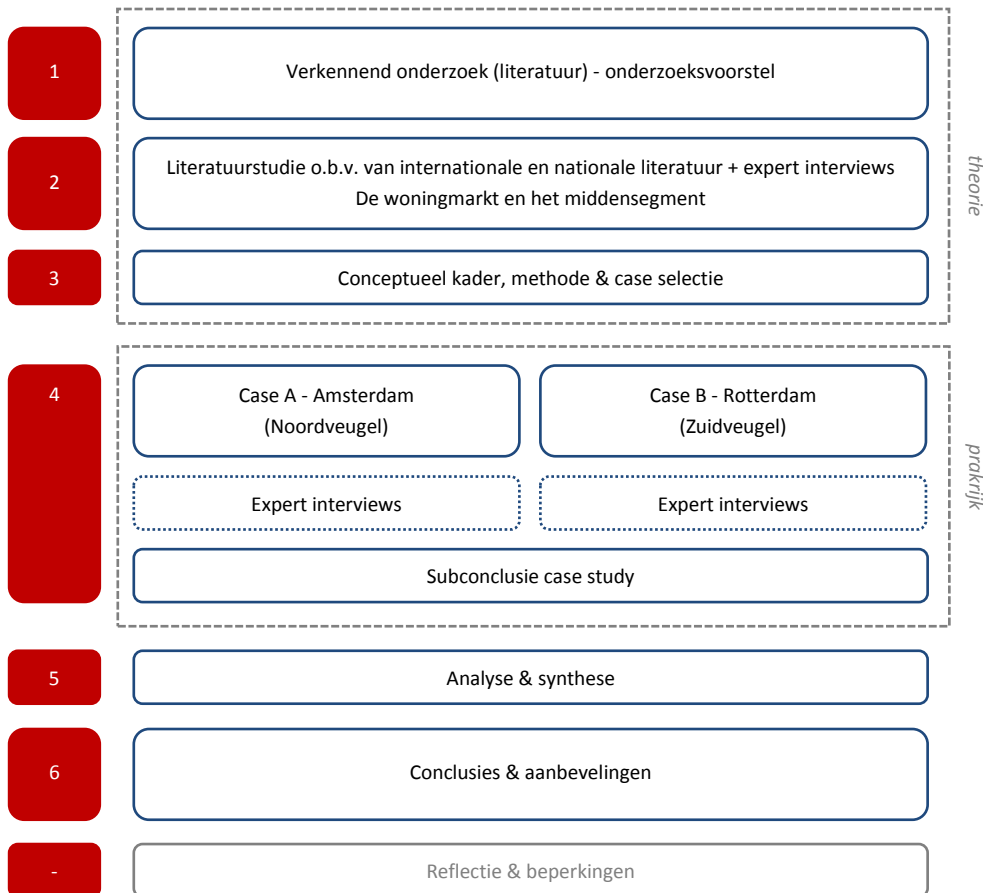 1
Verkennend onderzoek (literatuur) - onderzoeksvoorstel
2
Literatuurstudie o.b.v. van internationale en nationale literatuur + expert interviews
De woningmarkt en het middensegment
3
Conceptueel kader, methode & case selectie
theorie
4
Case A - Amsterdam
(Noordveugel)
Case B - Rotterdam
(Zuidveugel)
Expert interviews
Expert interviews
Subconclusie case study
prakrijk
5
Analyse & synthese
6
Conclusies & aanbevelingen
-
Reflectie & beperkingen